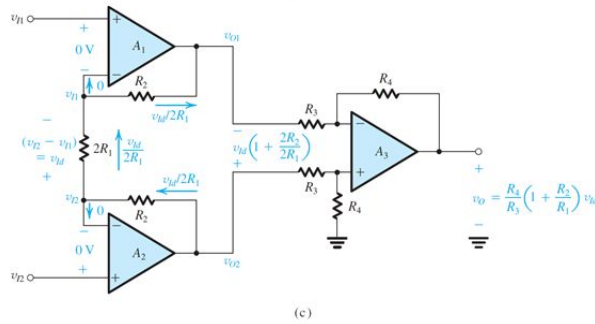 v_I1
+
+
0 V
A_1
v_O1
−
−
0
R_2
v_I1
v_Id/2R_1
R_4
−
(v_I2 − v_I1)
= v_Id
+
2R_1
v_Id/2R_1
−
v_Id(1 + 2R_2/2R_1)
+
R_3
−
A_3
+
R_3
R_4
+
v_O = R_4/R_3 (1 + R_2/R_1)
−
v_Id/2R_1
v_I2
0
R_2
−
−
0 V
A_2
v_O2
+
+
v_I2
(c)